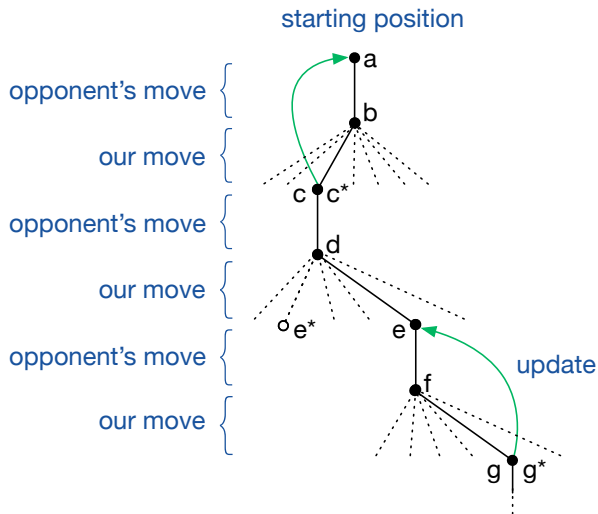 starting position
a
opponent's move
b
our move
c c*
opponent's move
d
our move
e* e
opponent's move
update
f
our move
g g*